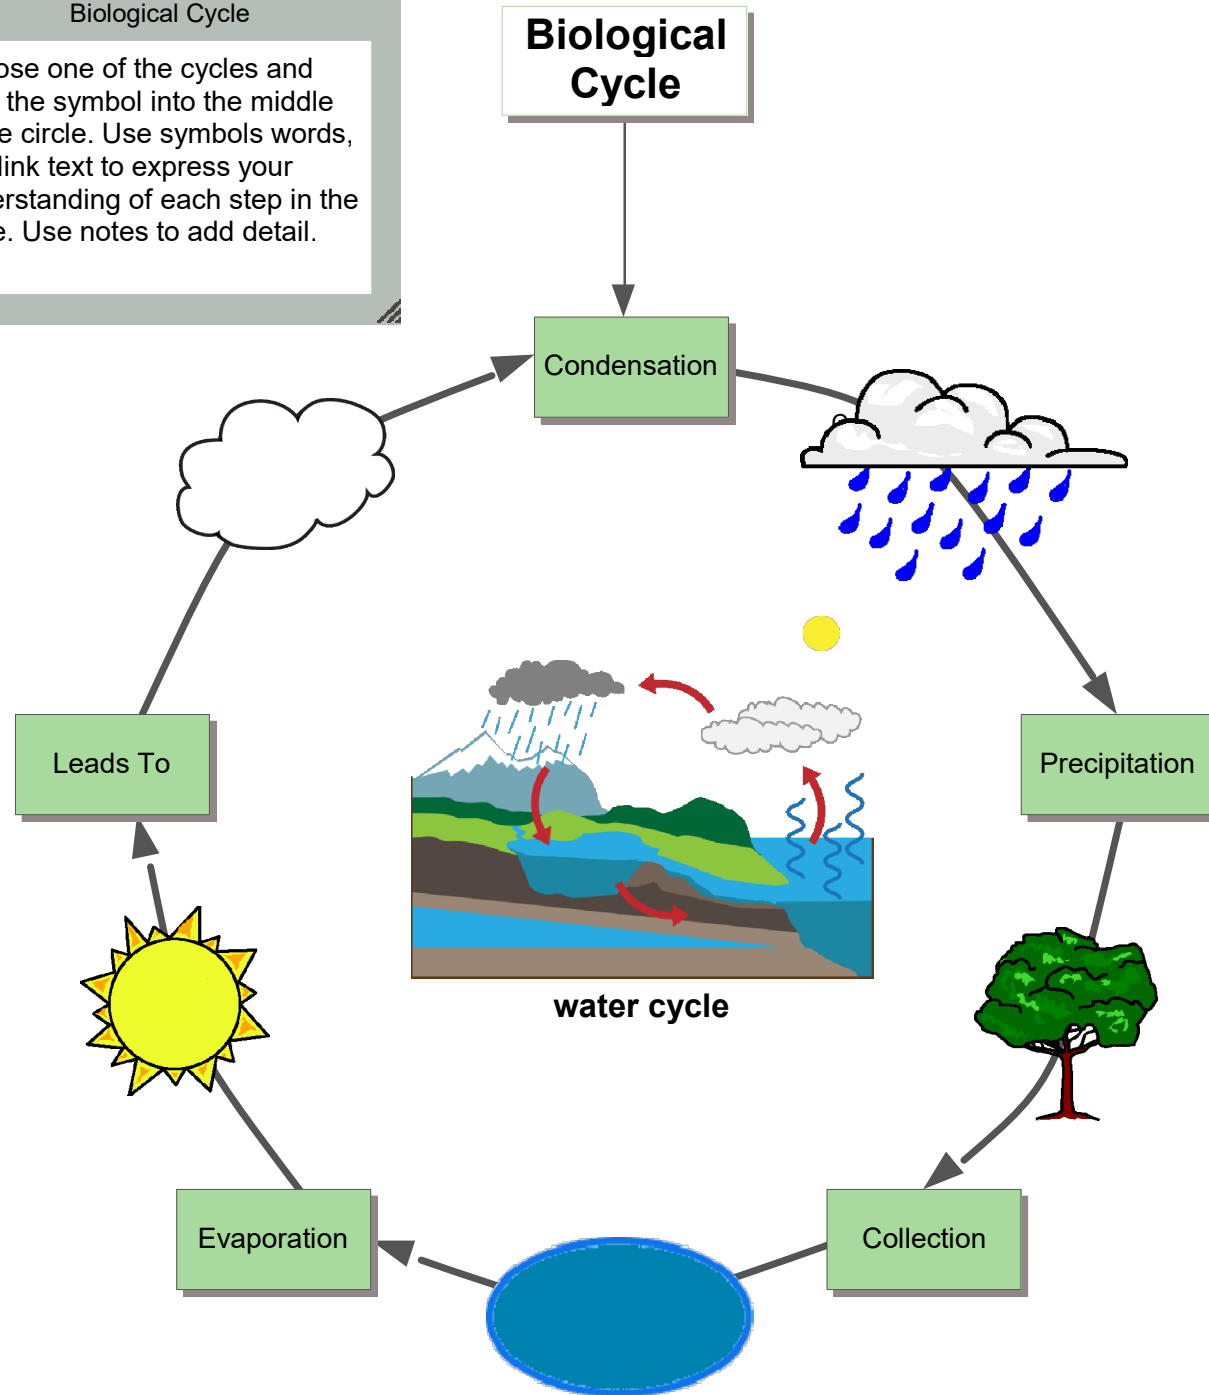 Biological Cycle
ose one of the cycles and
the symbol into the middle
e circle. Use symbols words,
link text to express your
erstanding of each step in the
e. Use notes to add detail.
Biological
Cycle
Condensation
Leads To
Precipitation
water cycle
Evaporation
Collection